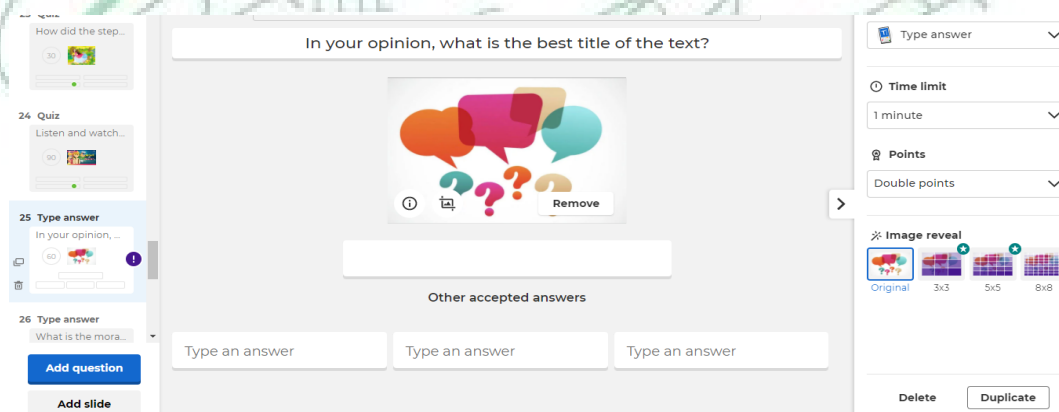 23 Quiz
How did the step...
30
24 Quiz
Listen and watch...
90
25 Type answer
In your opinion, ...
60
26 Type answer
What is the mora...
Add question
Add slide
In your opinion, what is the best title of the text?
Remove
Other accepted answers
Type an answer
Type an answer
Type an answer
Type answer
Time limit
1 minute
Points
Double points
Image reveal
Original
3x3
5x5
8x8
Delete
Duplicate